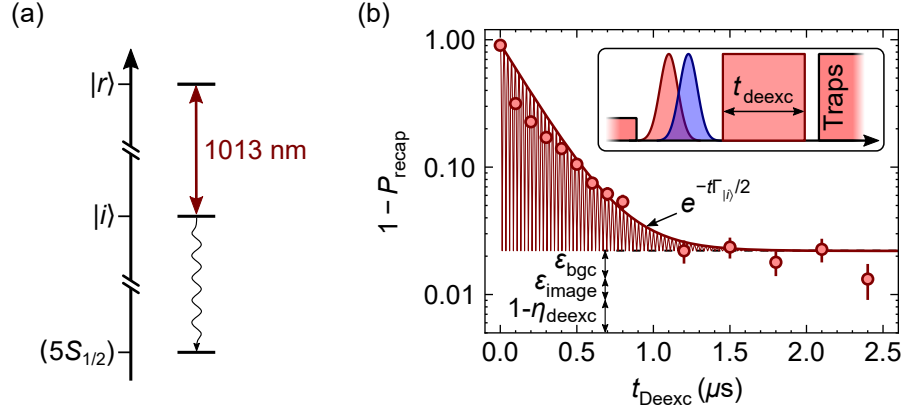 (a)
|r⟩
1013 nm
|i⟩
(5S1/2)
(b)
1.00
0.10
0.01
1 − Precap
tdeexc
Traps
e−tΓ|i⟩/2
εbgc
εimage
1-ηdeexc
0.0 0.5 1.0 1.5 2.0 2.5
tDeexc (μs)